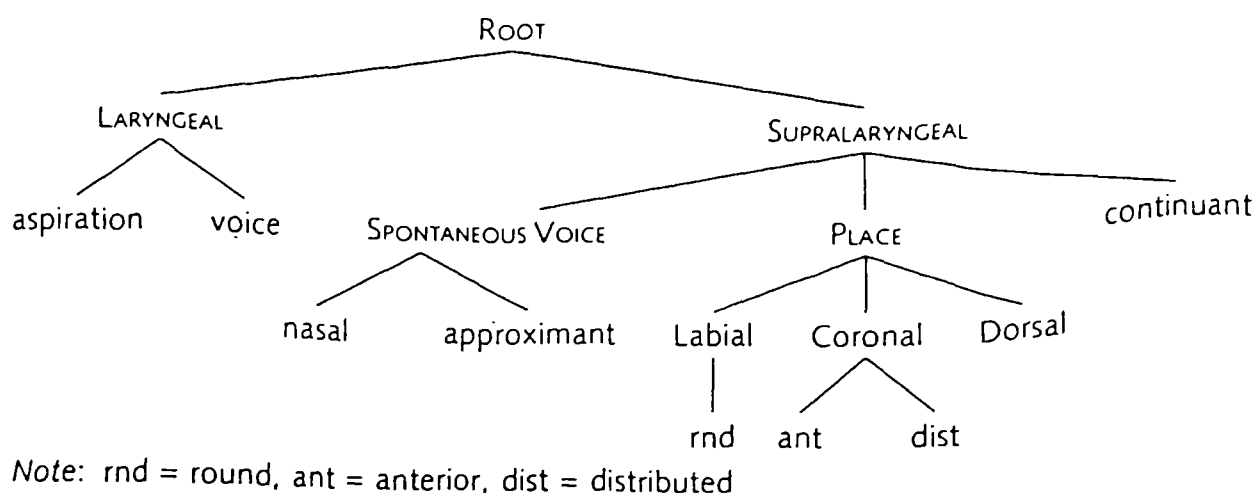 ROOT
LARYNGEAL
SUPRALARYNGEAL
aspiration voice
SPONTANEOUS VOICE PLACE continuant
nasal approximant Labial Coronal Dorsal
rnd ant dist
Note: rnd = round, ant = anterior, dist = distributed